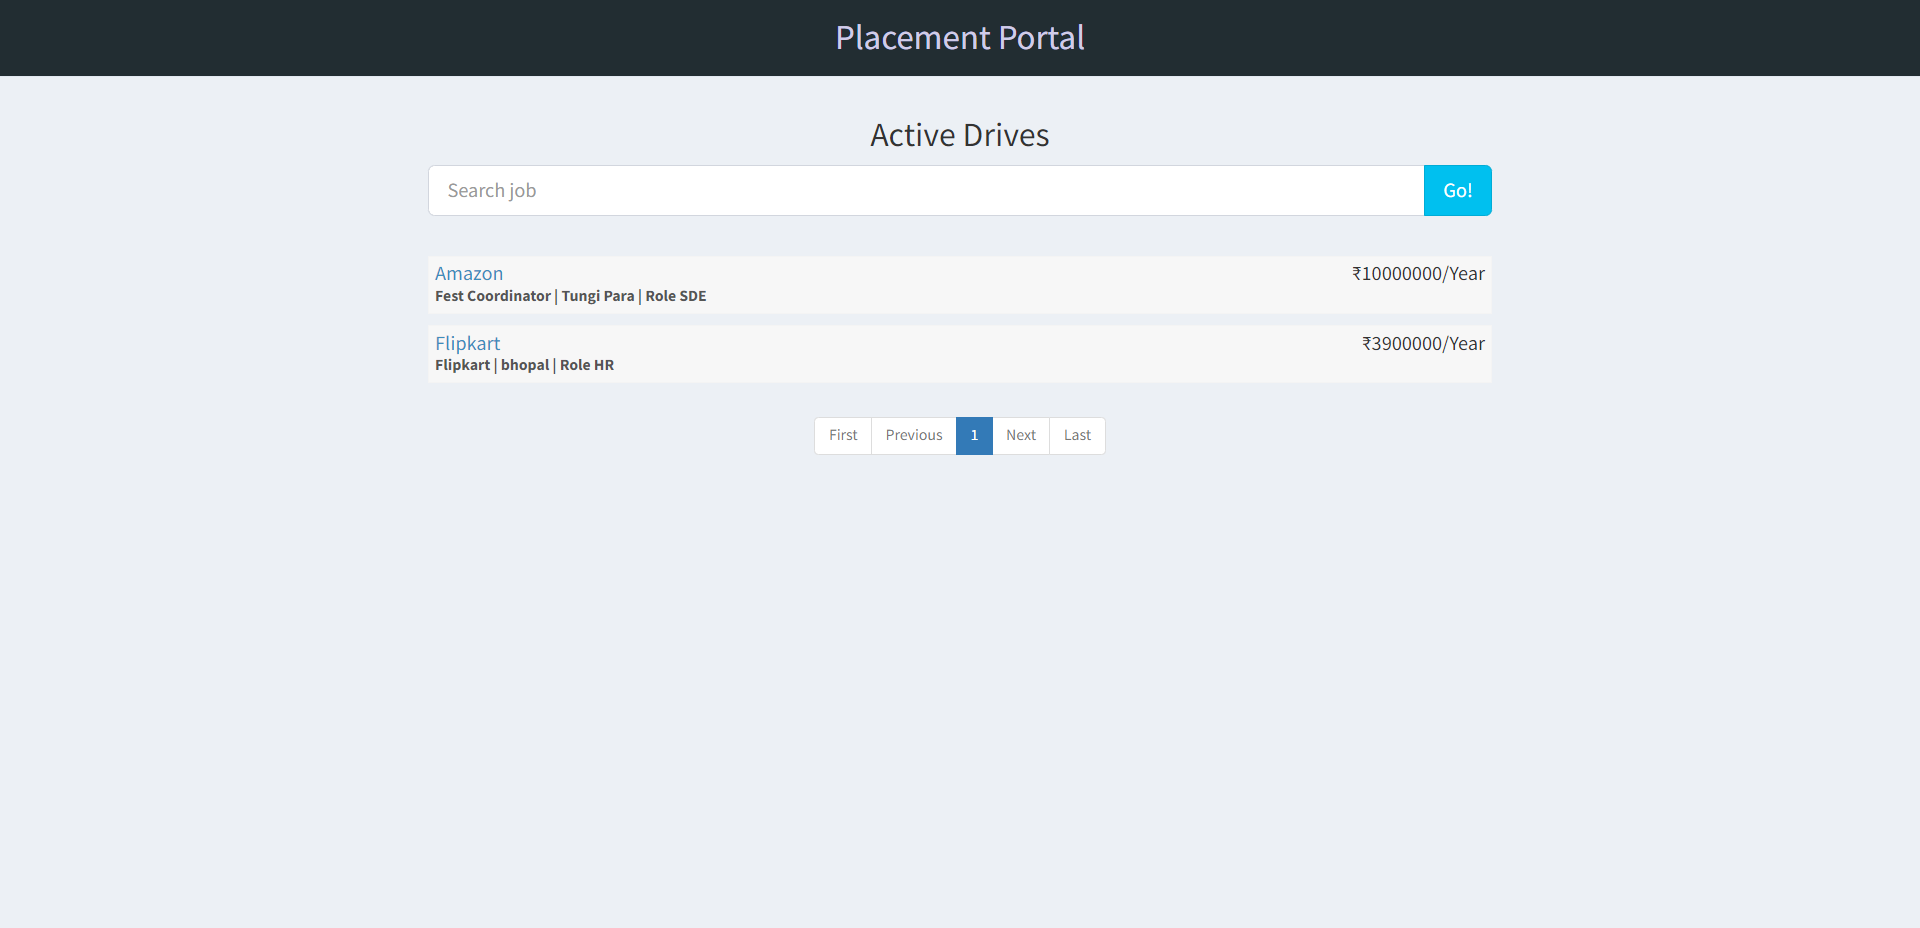 Placement Portal
Active Drives
Search job Go!
Amazon ₹10000000/Year
Fest Coordinator | Tungi Para | Role SDE
Flipkart ₹3900000/Year
Flipkart | bhopal | Role HR
First Previous 1 Next Last